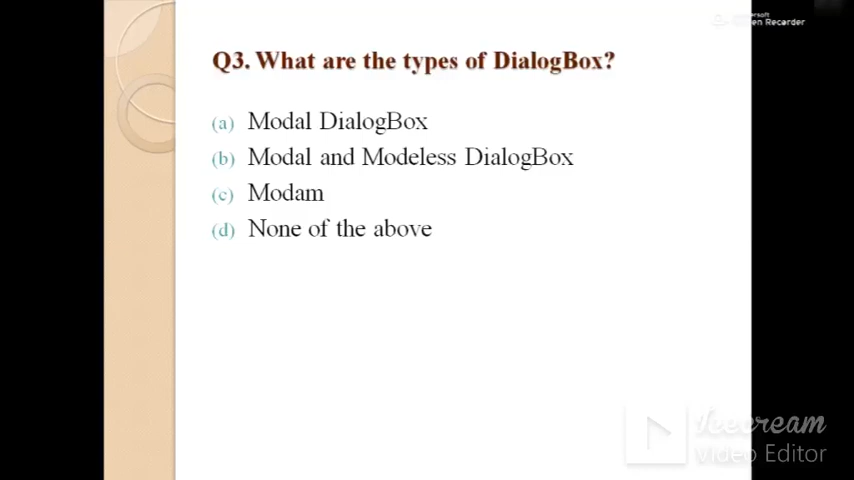 Q3. What are the types of DialogBox?
(a) Modal DialogBox
(b) Modal and Modeless DialogBox
(c) Modam
(d) None of the above
Recorder
Icecream
Video Editor